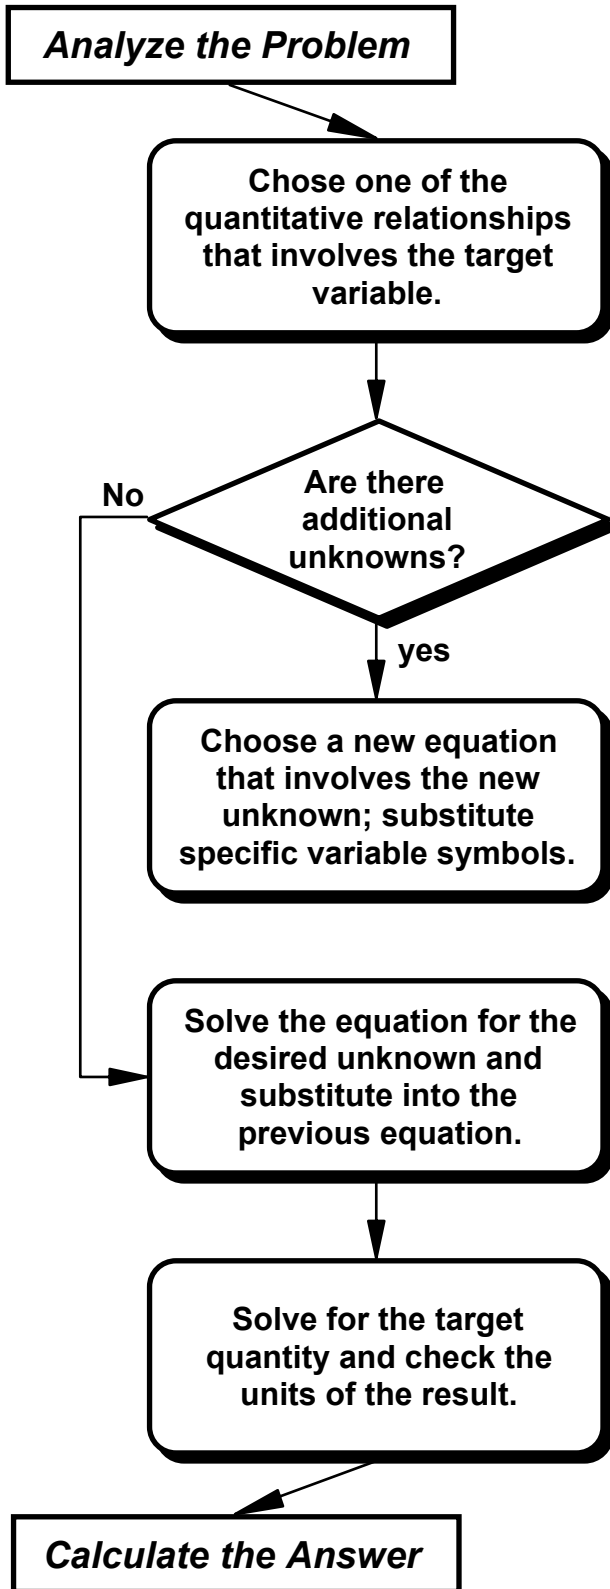 Analyze the Problem
Chose one of the
quantitative relationships
that involves the target
variable.
No
Are there
additional
unknowns?
yes
Choose a new equation
that involves the new
unknown; substitute
specific variable symbols.
Solve the equation for the
desired unknown and
substitute into the
previous equation.
Solve for the target
quantity and check the
units of the result.
Calculate the Answer